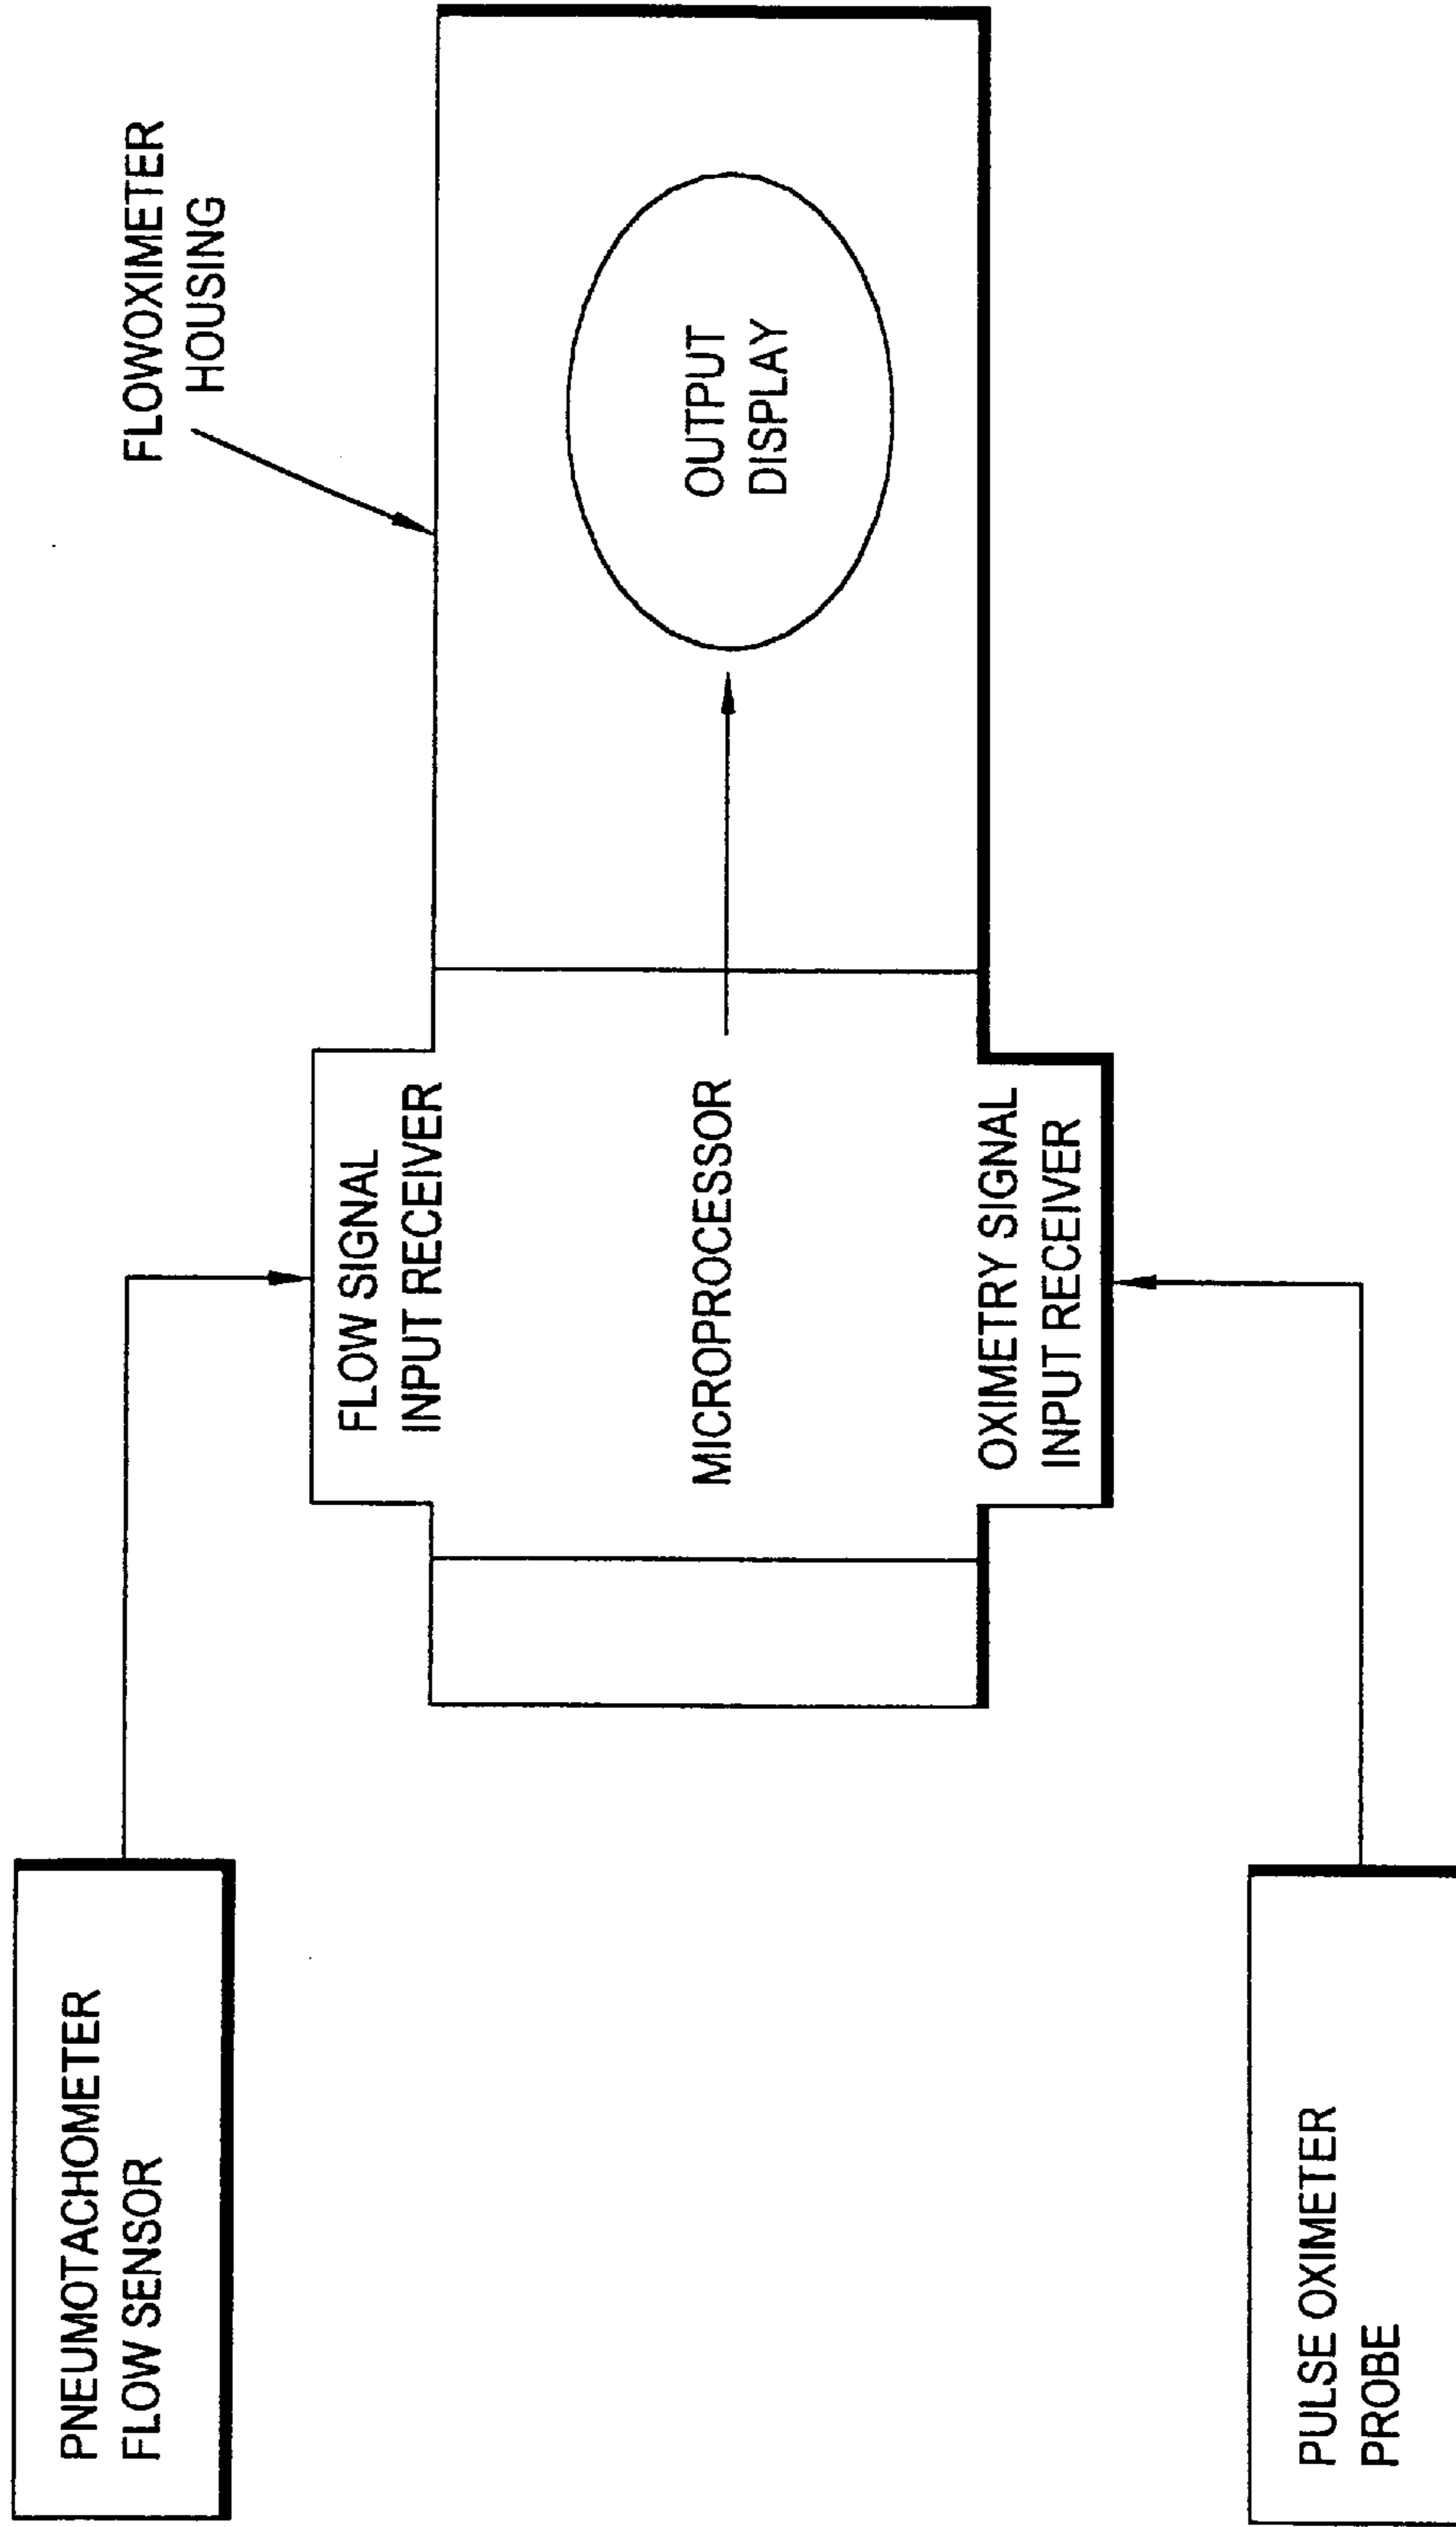 PNEUMOTACHOMETER
FLOW SENSOR
FLOWOXIMETER
HOUSING
FLOW SIGNAL
INPUT RECEIVER
MICROPROCESSOR
OUTPUT
DISPLAY
OXIMETRY SIGNAL
INPUT RECEIVER
PULSE OXIMETER
PROBE